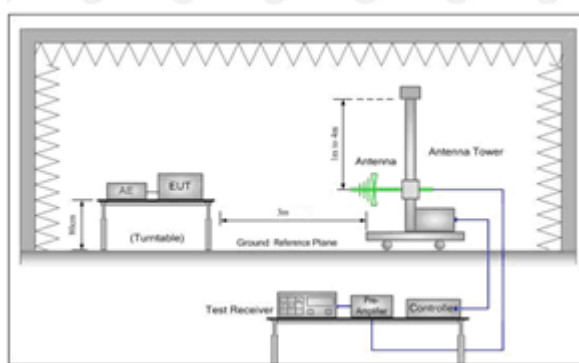 1m to 4m
Antenna
Antenna Tower
AE
EUT
80cm
3m
(Turntable)
Ground Reference Plane
Test Receiver
Pre-
Amplifier
Controller